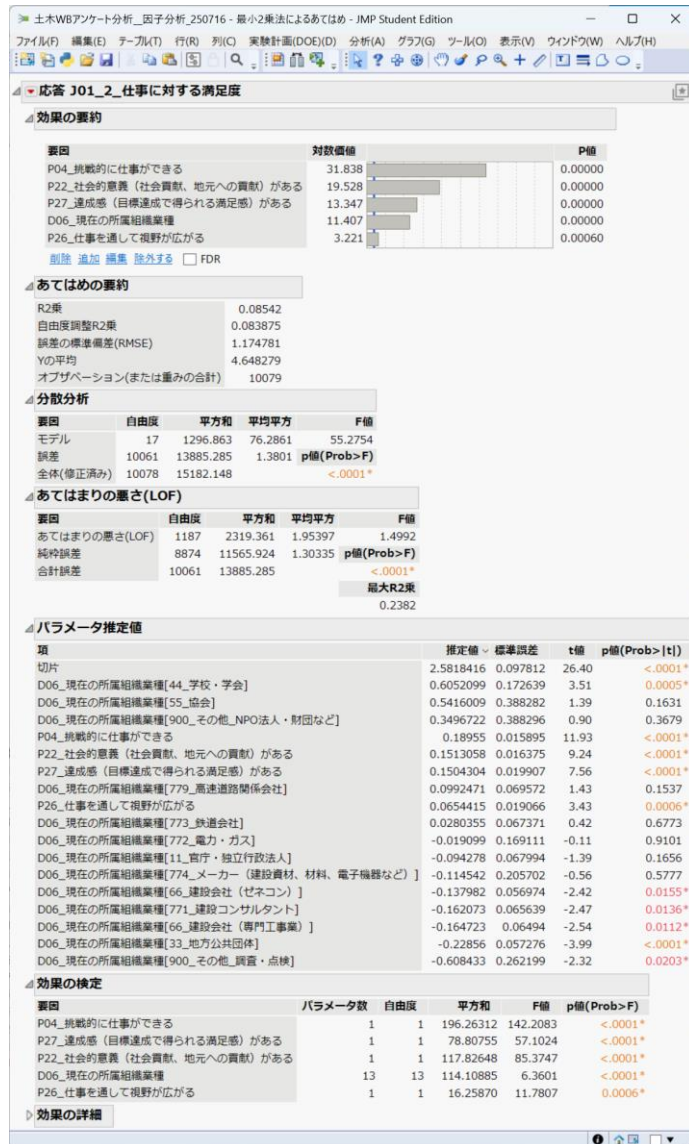 土木WBアンケート分析__因子分析_250716 - 最小2乗法によるあてはめ - JMP Student Edition
ファイル(F) 編集(E) テーブル(T) 行(R) 列(C) 実験計画(DOE)(D) 分析(A) グラフ(G) ツール(O) 表示(V) ウィンドウ(W) ヘルプ(H)
応答 J01_2_仕事に対する満足度
効果の要約
要因 対数価値 P値
P04_挑戦的に仕事ができる 31.838 0.00000
P22_社会的意義（社会貢献、地元への貢献）がある 19.528 0.00000
P27_達成感（目標達成で得られる満足感）がある 13.347 0.00000
D06_現在の所属組織業種 11.407 0.00000
P26_仕事を通して視野が広がる 3.221 0.00060
削除 追加 編集 除外する FDR
あてはめの要約
R2乗 0.08542
自由度調整R2乗 0.083875
誤差の標準偏差(RMSE) 1.174781
Yの平均 4.648279
オブザベーション(または重みの合計) 10079
分散分析
要因 自由度 平方和 平均平方 F値
モデル 17 1296.863 76.2861 55.2754
誤差 10061 13885.285 1.3801 p値(Prob>F)
全体(修正済み) 10078 15182.148 <.0001*
あてはまりの悪さ(LOF)
要因 自由度 平方和 平均平方 F値
あてはまりの悪さ(LOF) 1187 2319.361 1.95397 1.4992
純粋誤差 8874 11565.924 1.30335 p値(Prob>F)
合計誤差 10061 13885.285 <.0001*
最大R2乗
0.2382
パラメータ推定値
項 推定値 標準誤差 t値 p値(Prob>|t|)
切片 2.5818416 0.097812 26.40 <.0001*
D06_現在の所属組織業種[44_学校・学会] 0.6052099 0.172639 3.51 0.0005*
D06_現在の所属組織業種[55_協会] 0.5416009 0.388282 1.39 0.1631
D06_現在の所属組織業種[900_その他_NPO法人・財団など] 0.3496722 0.388296 0.90 0.3679
P04_挑戦的に仕事ができる 0.18955 0.015895 11.93 <.0001*
P22_社会的意義（社会貢献、地元への貢献）がある 0.1513058 0.016375 9.24 <.0001*
P27_達成感（目標達成で得られる満足感）がある 0.1504304 0.019907 7.56 <.0001*
D06_現在の所属組織業種[779_高速道路関係会社] 0.0992471 0.069572 1.43 0.1537
P26_仕事を通して視野が広がる 0.0654415 0.019066 3.43 0.0006*
D06_現在の所属組織業種[773_鉄道会社] 0.0280355 0.067371 0.42 0.6773
D06_現在の所属組織業種[772_電力・ガス] -0.019099 0.169111 -0.11 0.9101
D06_現在の所属組織業種[11_官庁・独立行政法人] -0.094278 0.067994 -1.39 0.1656
D06_現在の所属組織業種[774_メーカー（建設資材、材料、電子機器など）] -0.114542 0.205702 -0.56 0.5777
D06_現在の所属組織業種[66_建設会社（ゼネコン）] -0.137982 0.056974 -2.42 0.0155*
D06_現在の所属組織業種[771_建設コンサルタント] -0.162073 0.065639 -2.47 0.0136*
D06_現在の所属組織業種[66_建設会社（専門工事業）] -0.164723 0.06494 -2.54 0.0112*
D06_現在の所属組織業種[33_地方公共団体] -0.22856 0.057276 -3.99 <.0001*
D06_現在の所属組織業種[900_その他_調査・点検] -0.608433 0.262199 -2.32 0.0203*
効果の検定
要因 パラメータ数 自由度 平方和 F値 p値(Prob>F)
P04_挑戦的に仕事ができる 1 1 196.26312 142.2083 <.0001*
P27_達成感（目標達成で得られる満足感）がある 1 1 78.80755 57.1024 <.0001*
P22_社会的意義（社会貢献、地元への貢献）がある 1 1 117.82648 85.3747 <.0001*
D06_現在の所属組織業種 13 13 114.10885 6.3601 <.0001*
P26_仕事を通して視野が広がる 1 1 16.25870 11.7807 0.0006*
効果の詳細